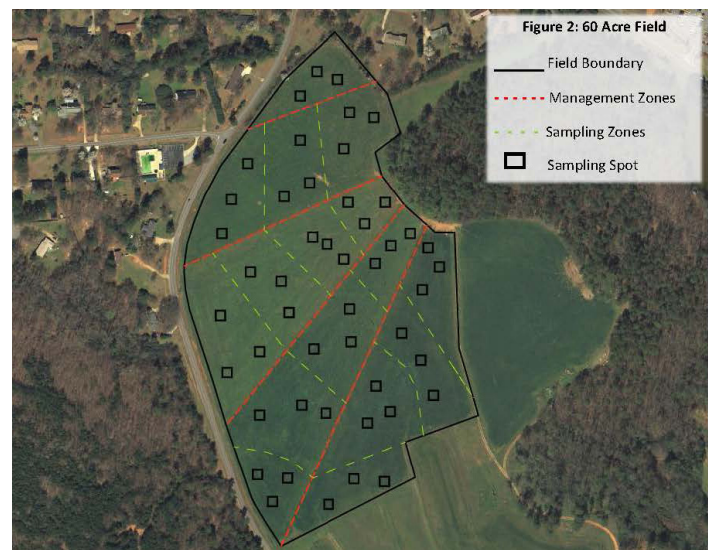 Figure 2: 60 Acre Field
Field Boundary
Management Zones
Sampling Zones
Sampling Spot